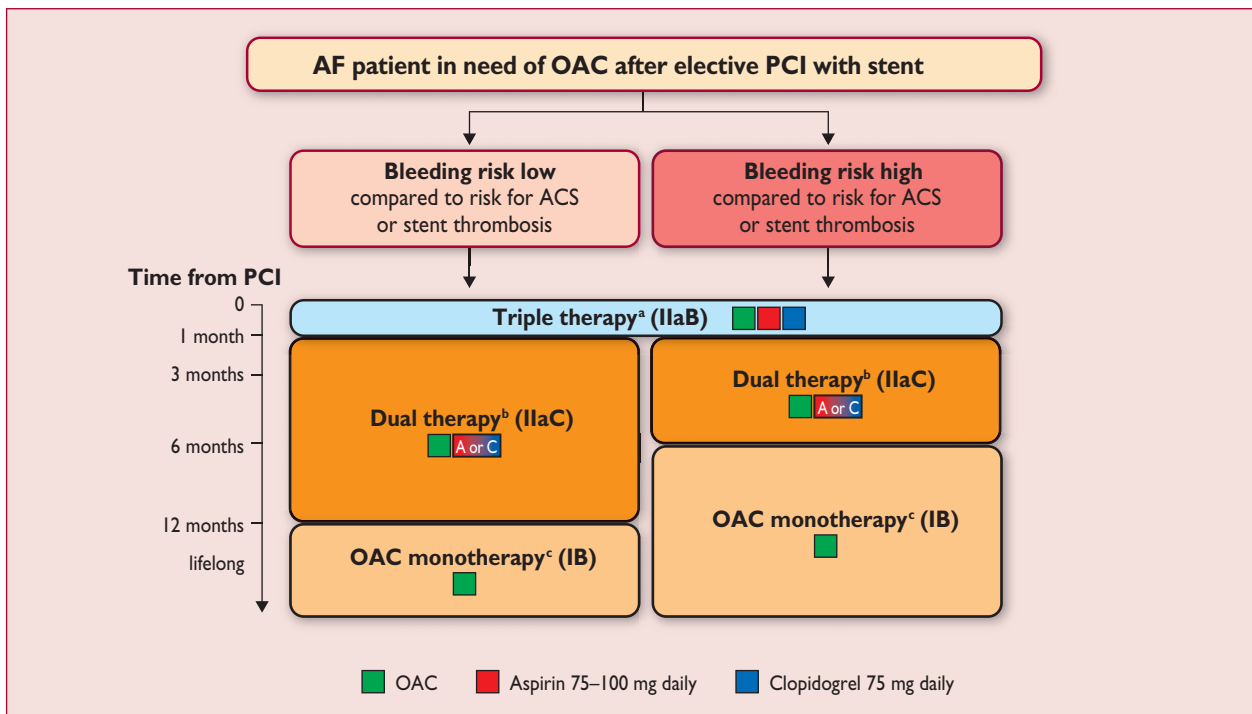 AF patient in need of OAC after elective PCI with stent
Bleeding risk low
compared to risk for ACS
or stent thrombosis
Bleeding risk high
compared to risk for ACS
or stent thrombosis
Time from PCI
0
1 month
3 months
6 months
12 months
lifelong
Triple therapyᵃ (IIaB)
Dual therapyᵇ (IIaC)
A or C
Dual therapyᵇ (IIaC)
A or C
OAC monotherapyᶜ (IB)
OAC monotherapyᶜ (IB)
OAC
Aspirin 75–100 mg daily
Clopidogrel 75 mg daily